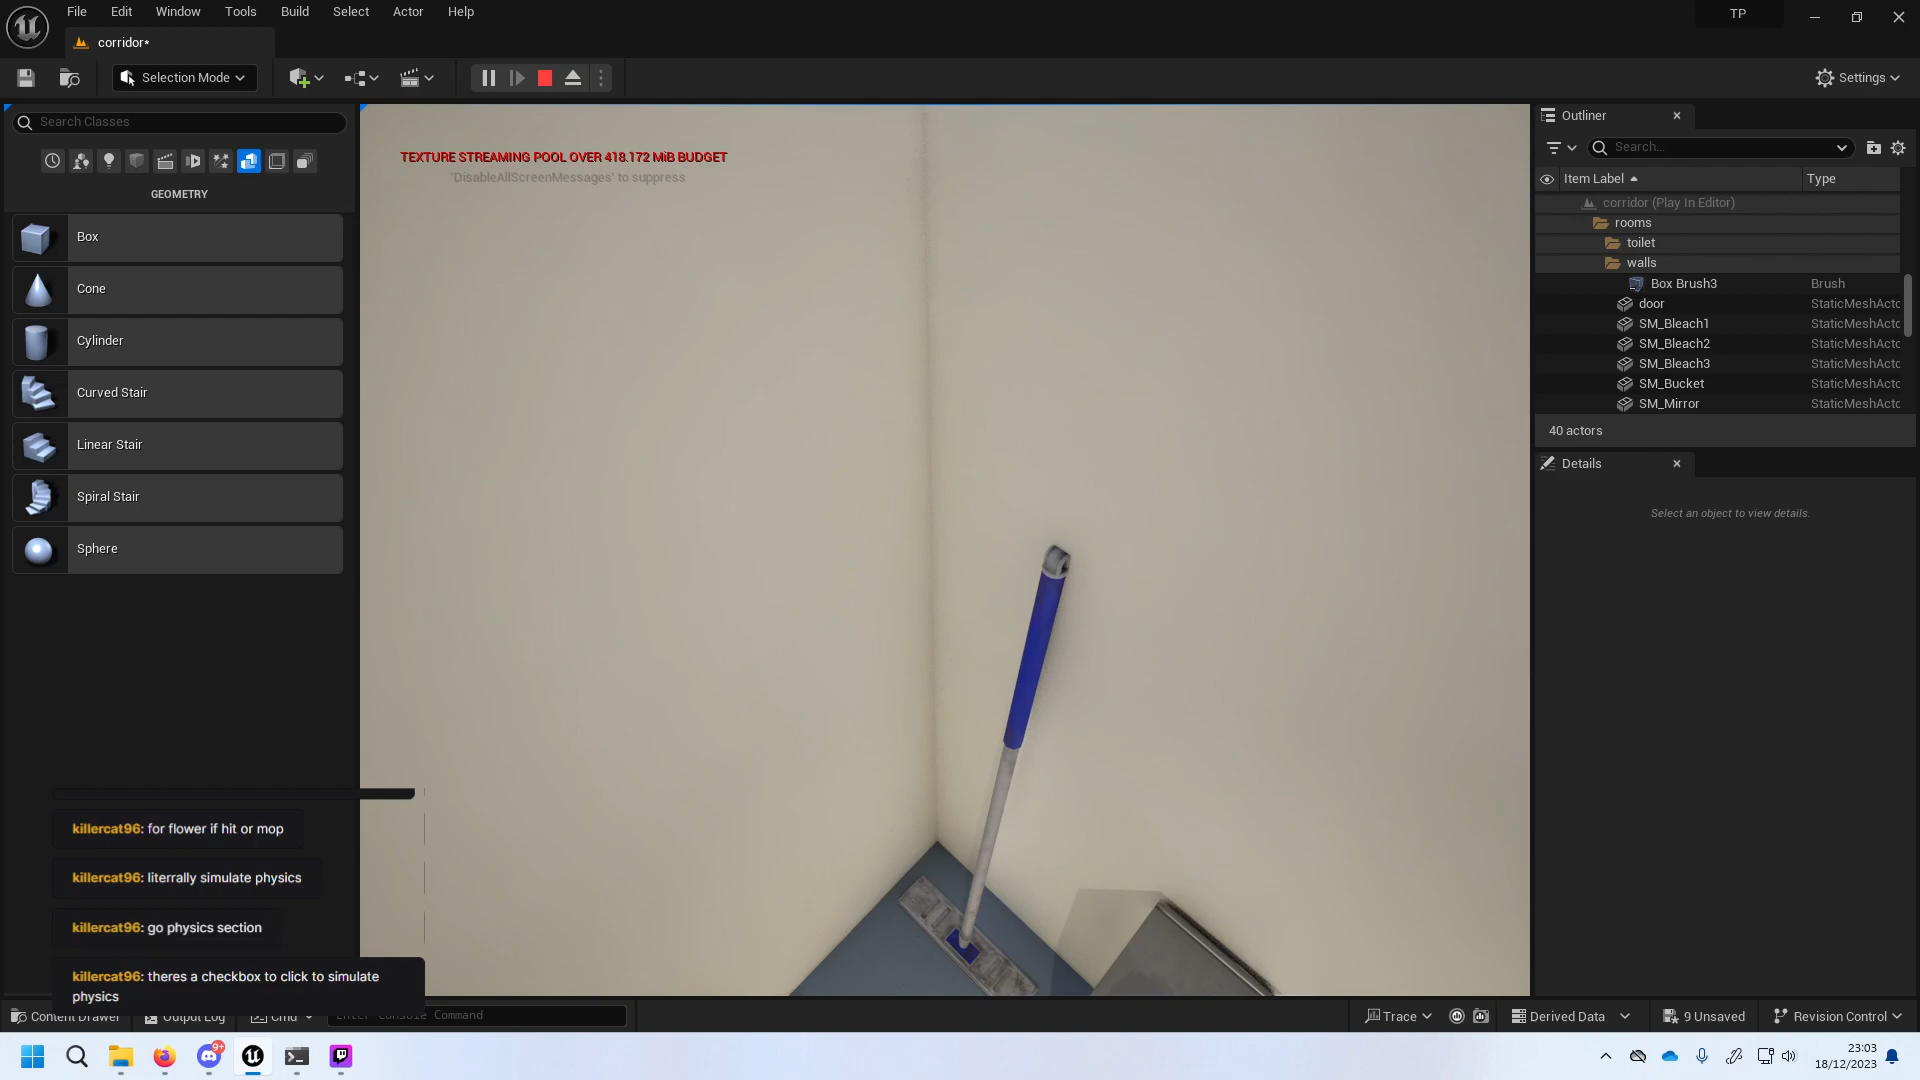 File Edit Window Tools Build Select Actor Help
TP
corridor*
Selection Mode
Settings
Search Classes
GEOMETRY
Box
Cone
Cylinder
Curved Stair
Linear Stair
Spiral Stair
Sphere
TEXTURE STREAMING POOL OVER 418.172 MiB BUDGET
'DisableAllScreenMessages' to suppress
Outliner
Search...
Item Label Type
corridor (Play In Editor)
rooms
toilet
walls
Box Brush3 Brush
door StaticMeshActo
SM_Bleach1 StaticMeshActo
SM_Bleach2 StaticMeshActo
SM_Bleach3 StaticMeshActo
SM_Bucket StaticMeshActo
SM_Mirror StaticMeshActo
40 actors
Details
Select an object to view details.
killercat96: for flower if hit or mop
killercat96: literrally simulate physics
killercat96: go physics section
killercat96: theres a checkbox to click to simulate
physics
Content Drawer Output Log Cmd Enter Console Command
Trace Derived Data 9 Unsaved Revision Control
9+
23:03
18/12/2023